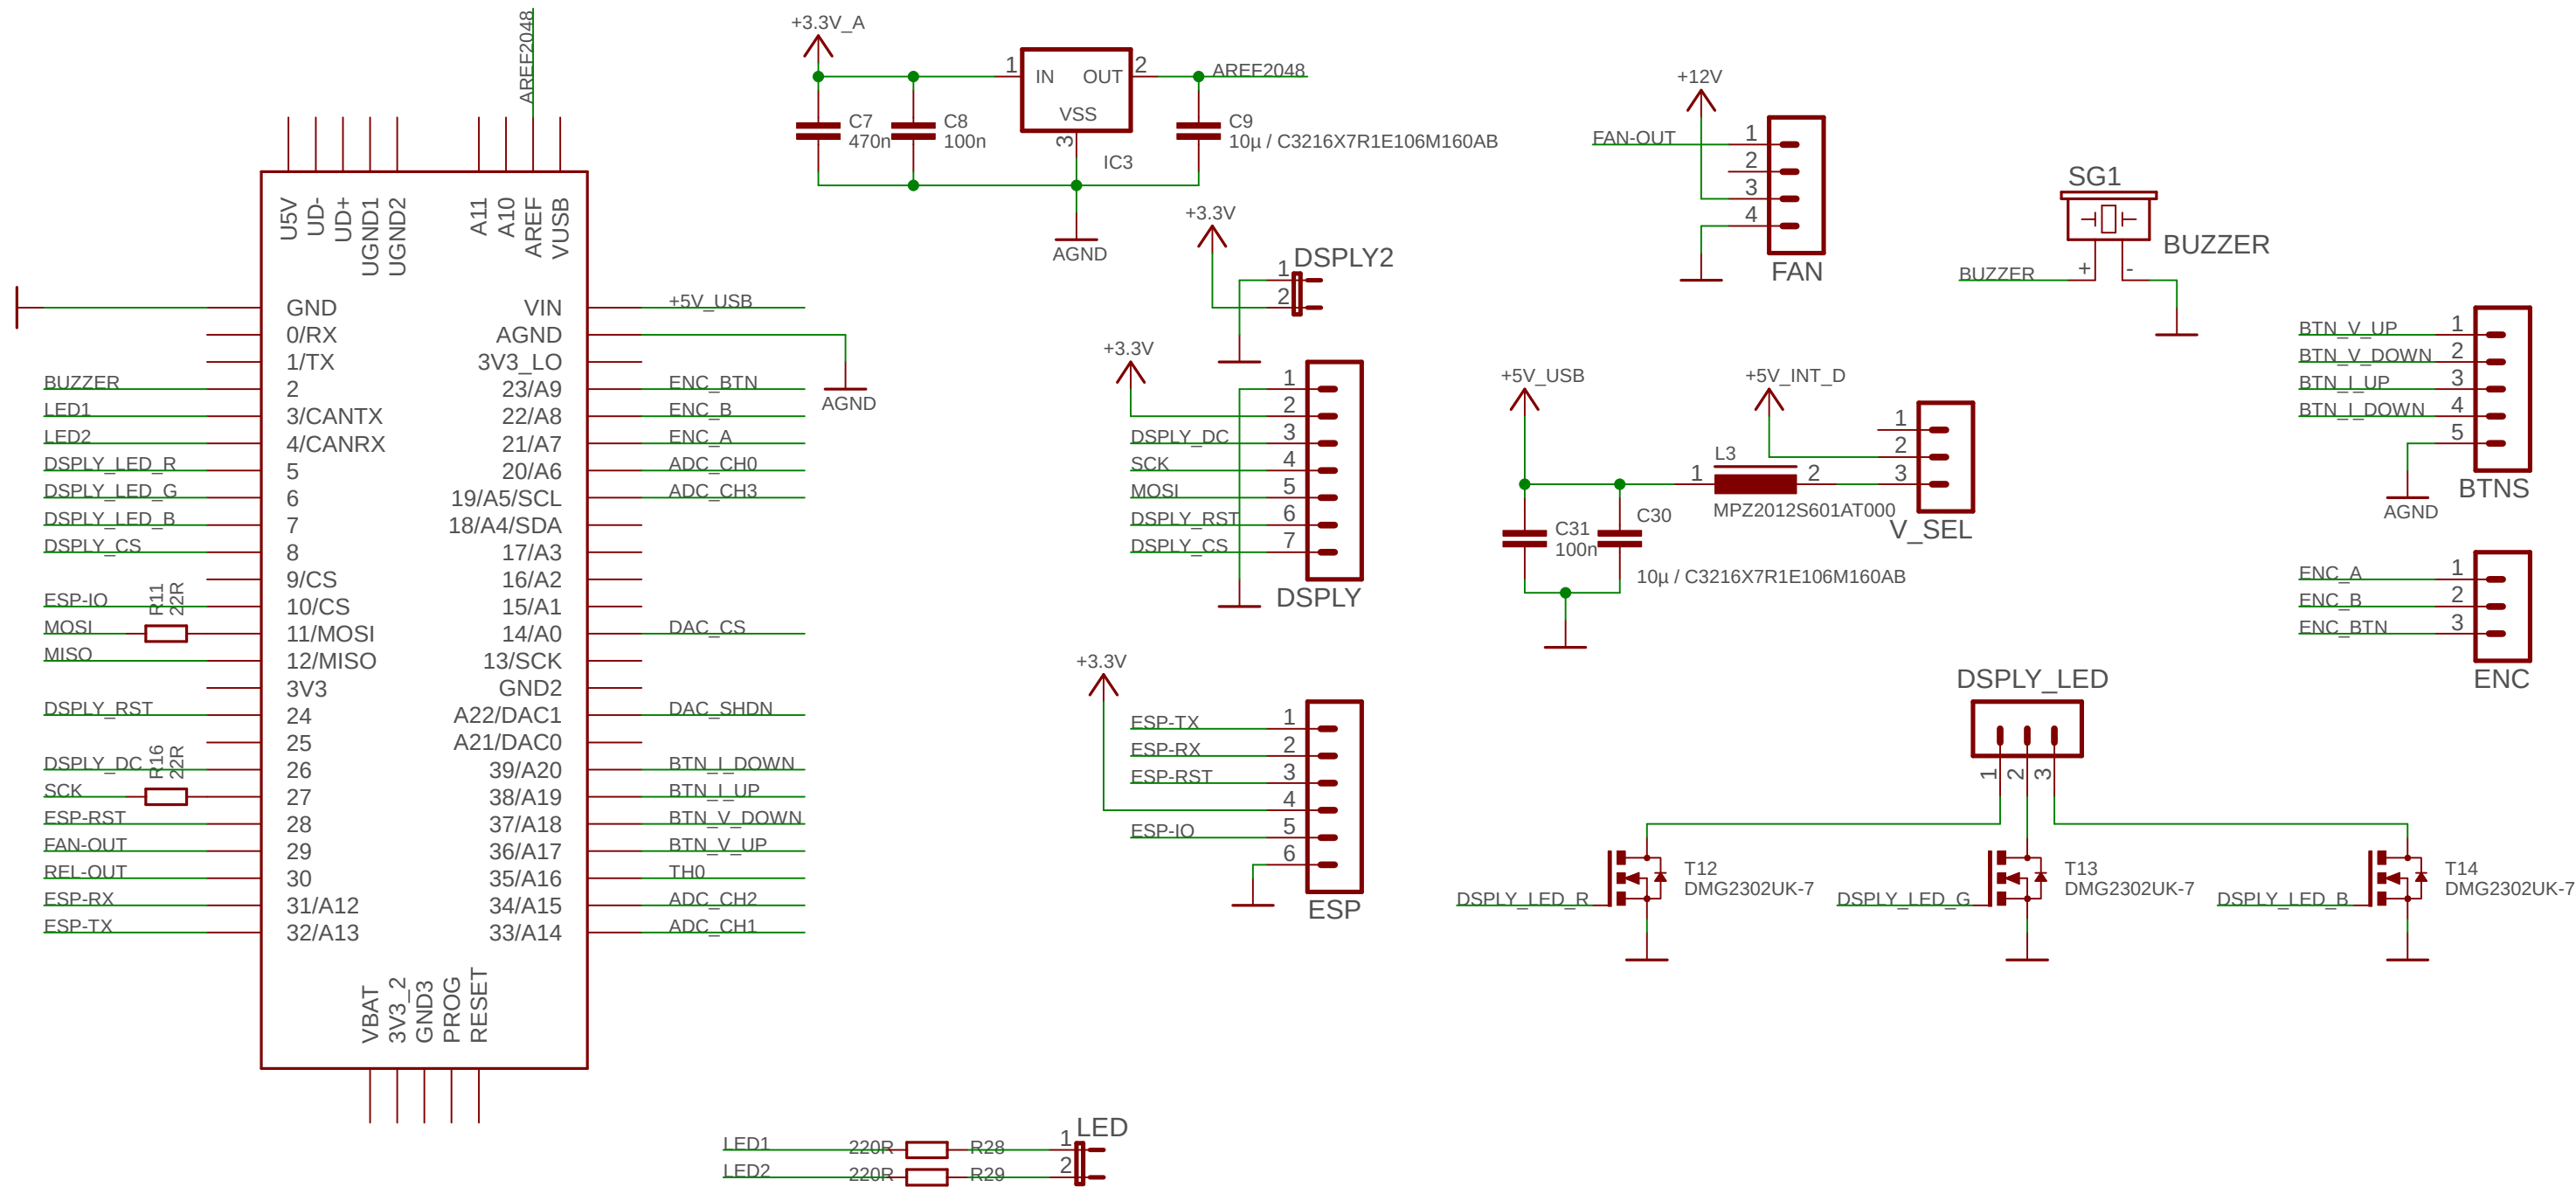 AREF2048
U5V
UD-
UD+
UGND1
UGND2
A11
A10
AREF
VUSB
GND VIN +5V_USB
0/RX AGND
1/TX 3V3_LO
BUZZER 2 23/A9 ENC_BTN
AGND
LED1 3/CANTX 22/A8 ENC_B
LED2 4/CANRX 21/A7 ENC_A
DSPLY_LED_R 5 20/A6 ADC_CH0
DSPLY_LED_G 6 19/A5/SCL ADC_CH3
DSPLY_LED_B 7 18/A4/SDA
DSPLY_CS 8 17/A3
9/CS 16/A2
ESP-IO 10/CS 15/A1
R11
22R
MOSI 11/MOSI 14/A0 DAC_CS
MISO 12/MISO 13/SCK
3V3 GND2
DSPLY_RST 24 A22/DAC1 DAC_SHDN
25 A21/DAC0
DSPLY_DC 26 39/A20 BTN_I_DOWN
R16
22R
SCK 27 38/A19 BTN_I_UP
ESP-RST 28 37/A18 BTN_V_DOWN
FAN-OUT 29 36/A17 BTN_V_UP
REL-OUT 30 35/A16 TH0
ESP-RX 31/A12 34/A15 ADC_CH2
ESP-TX 32/A13 33/A14 ADC_CH1
VBAT
3V3_2
GND3
PROG
RESET
+3.3V_A
1 IN OUT 2 AREF2048
VSS
3
IC3
C7
470n
C8
100n
C9
10µ / C3216X7R1E106M160AB
AGND
+3.3V
DSPLY2
1
2
+3.3V
1
2
DSPLY_DC 3
SCK 4
MOSI 5
DSPLY_RST 6
DSPLY_CS 7
DSPLY
+3.3V
ESP-TX 1
ESP-RX 2
ESP-RST 3
4
ESP-IO 5
6
ESP
LED
LED1 220R R28 1
LED2 220R R29 2
+12V
FAN-OUT 1
2
3
4
FAN
SG1
BUZZER
BUZZER + -
+5V_USB
+5V_INT_D
1
2
3
V_SEL
L3
1 2
MPZ2012S601AT000
C31
100n
C30
10µ / C3216X7R1E106M160AB
BTN_V_UP 1
BTN_V_DOWN 2
BTN_I_UP 3
BTN_I_DOWN 4
5
BTNS
AGND
ENC_A 1
ENC_B 2
ENC_BTN 3
ENC
DSPLY_LED
1
2
3
T12
DMG2302UK-7
DSPLY_LED_R
T13
DMG2302UK-7
DSPLY_LED_G
T14
DMG2302UK-7
DSPLY_LED_B